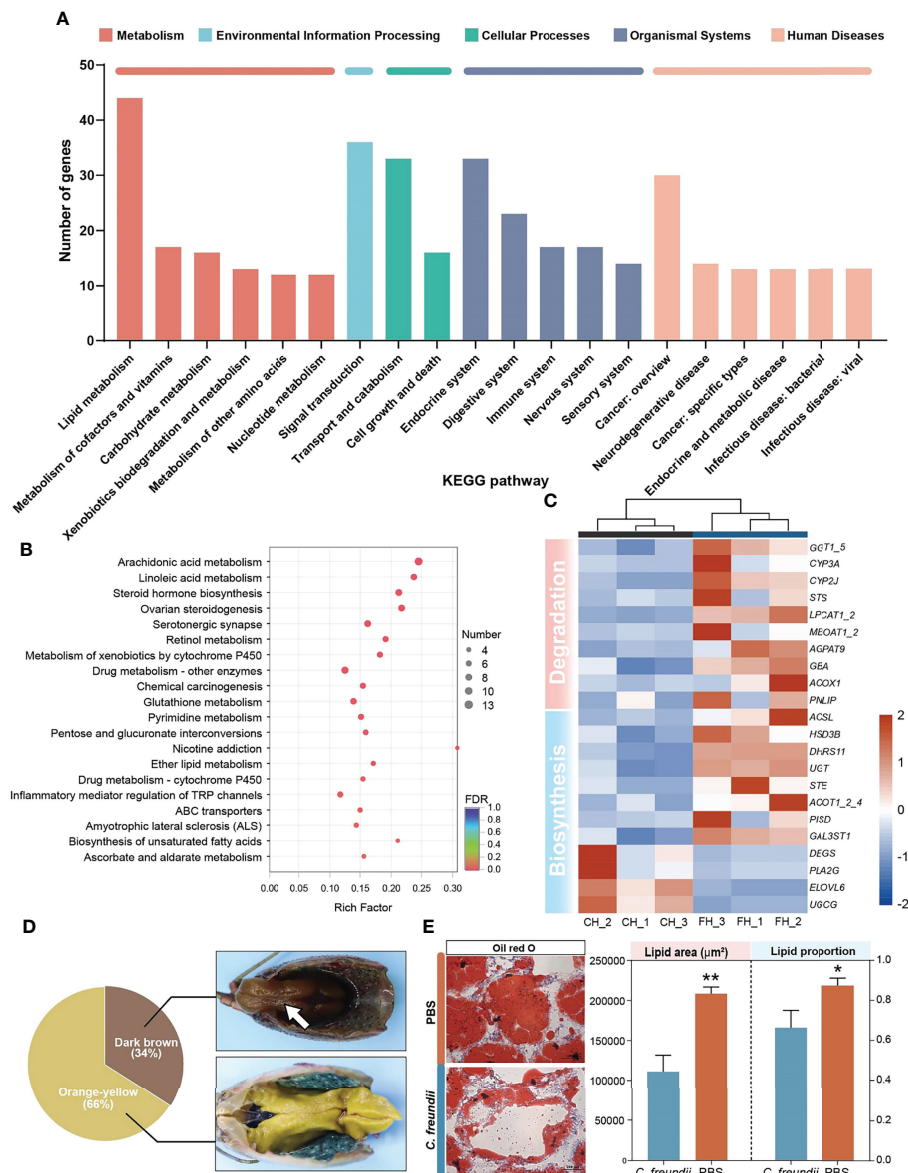 A
Metabolism Environmental Information Processing Cellular Processes Organismal Systems Human Diseases
Number of genes
50
40
30
20
10
0
Lipid metabolism
Metabolism of cofactors and vitamins
Carbohydrate metabolism
Xenobiotics biodegradation and metabolism
Metabolism of other amino acids
Nucleotide metabolism
Signal transduction
Transport and catabolism
Cell growth and death
Endocrine system
Digestive system
Immune system
Nervous system
Sensory system
Cancer: overview
Neurodegenerative disease
Cancer: specific types
Endocrine and metabolic disease
Infectious disease: bacterial
Infectious disease: viral
KEGG pathway
B
Arachidonic acid metabolism
Linoleic acid metabolism
Steroid hormone biosynthesis
Ovarian steroidogenesis
Serotonergic synapse
Retinol metabolism
Metabolism of xenobiotics by cytochrome P450
Drug metabolism - other enzymes
Chemical carcinogenesis
Glutathione metabolism
Pyrimidine metabolism
Pentose and glucuronate interconversions
Nicotine addiction
Ether lipid metabolism
Drug metabolism - cytochrome P450
Inflammatory mediator regulation of TRP channels
ABC transporters
Amyotrophic lateral sclerosis (ALS)
Biosynthesis of unsaturated fatty acids
Ascorbate and aldarate metabolism
0.00 0.05 0.10 0.15 0.20 0.25 0.30
Rich Factor
Number
4
6
8
10
13
FDR
1.0
0.8
0.6
0.4
0.2
0
C
Degradation
Biosynthesis
GGT1_5
CYP3A
CYP2J
STS
LPCAT1_2
MBOAT1_2
AGPAT9
GBA
ACOX1
PNLIP
ACSL
HSD3B
DHRS11
UGT
STE
ACOT1_2_4
PISD
GAL3ST1
DEGS
PLA2G
ELOVL6
UGCG
CH_2 CH_1 CH_3 FH_3 FH_1 FH_2
2
1
0
-1
-2
D
Dark brown
(34%)
Orange-yellow
(66%)
E
Oil red O
PBS
C. freundii
Lipid area (μm²)
Lipid proportion
250000
200000
150000
100000
50000
0
**
*
1.0
0.8
0.6
0.4
0.2
0.0
C. freundii PBS C. freundii PBS